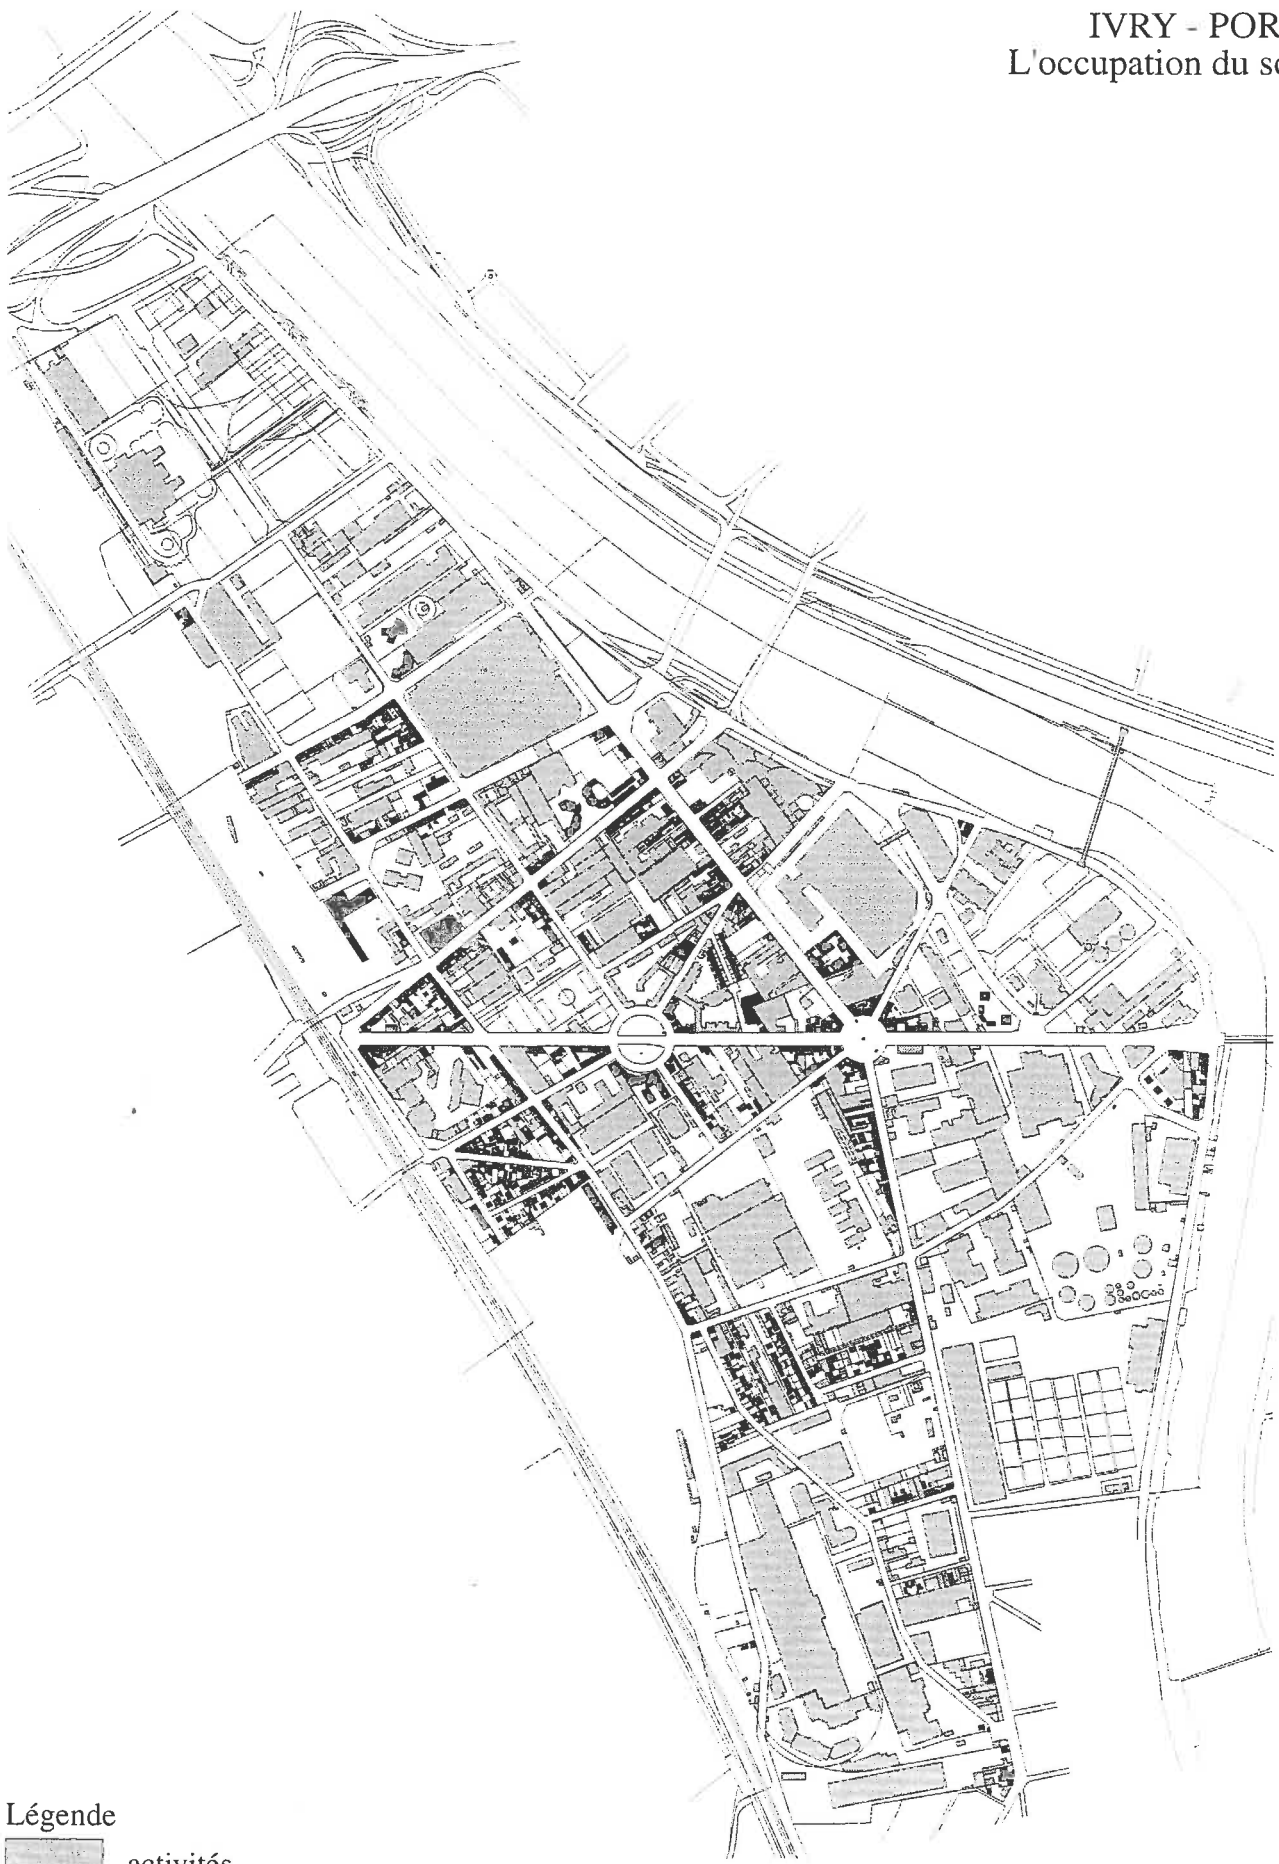 IVRY - POR
L'occupation du so
Légende
activités